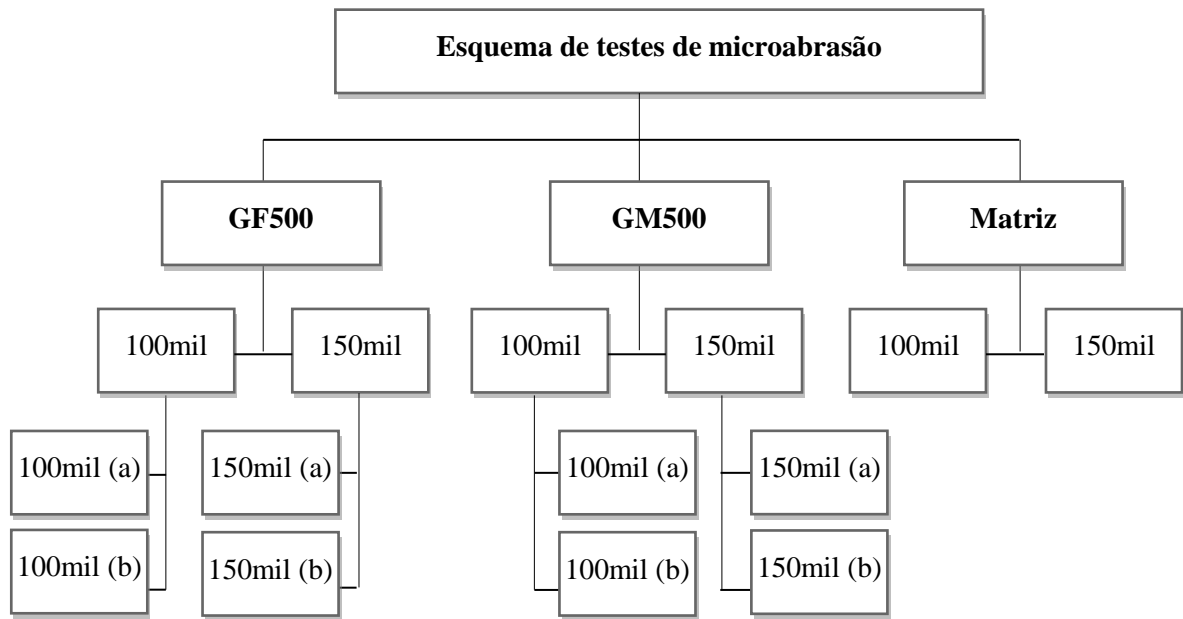 Esquema de testes de microabrasão
GF500
GM500
Matriz
100mil
150mil
100mil
150mil
100mil
150mil
100mil (a)
150mil (a)
100mil (a)
150mil (a)
100mil (b)
150mil (b)
100mil (b)
150mil (b)